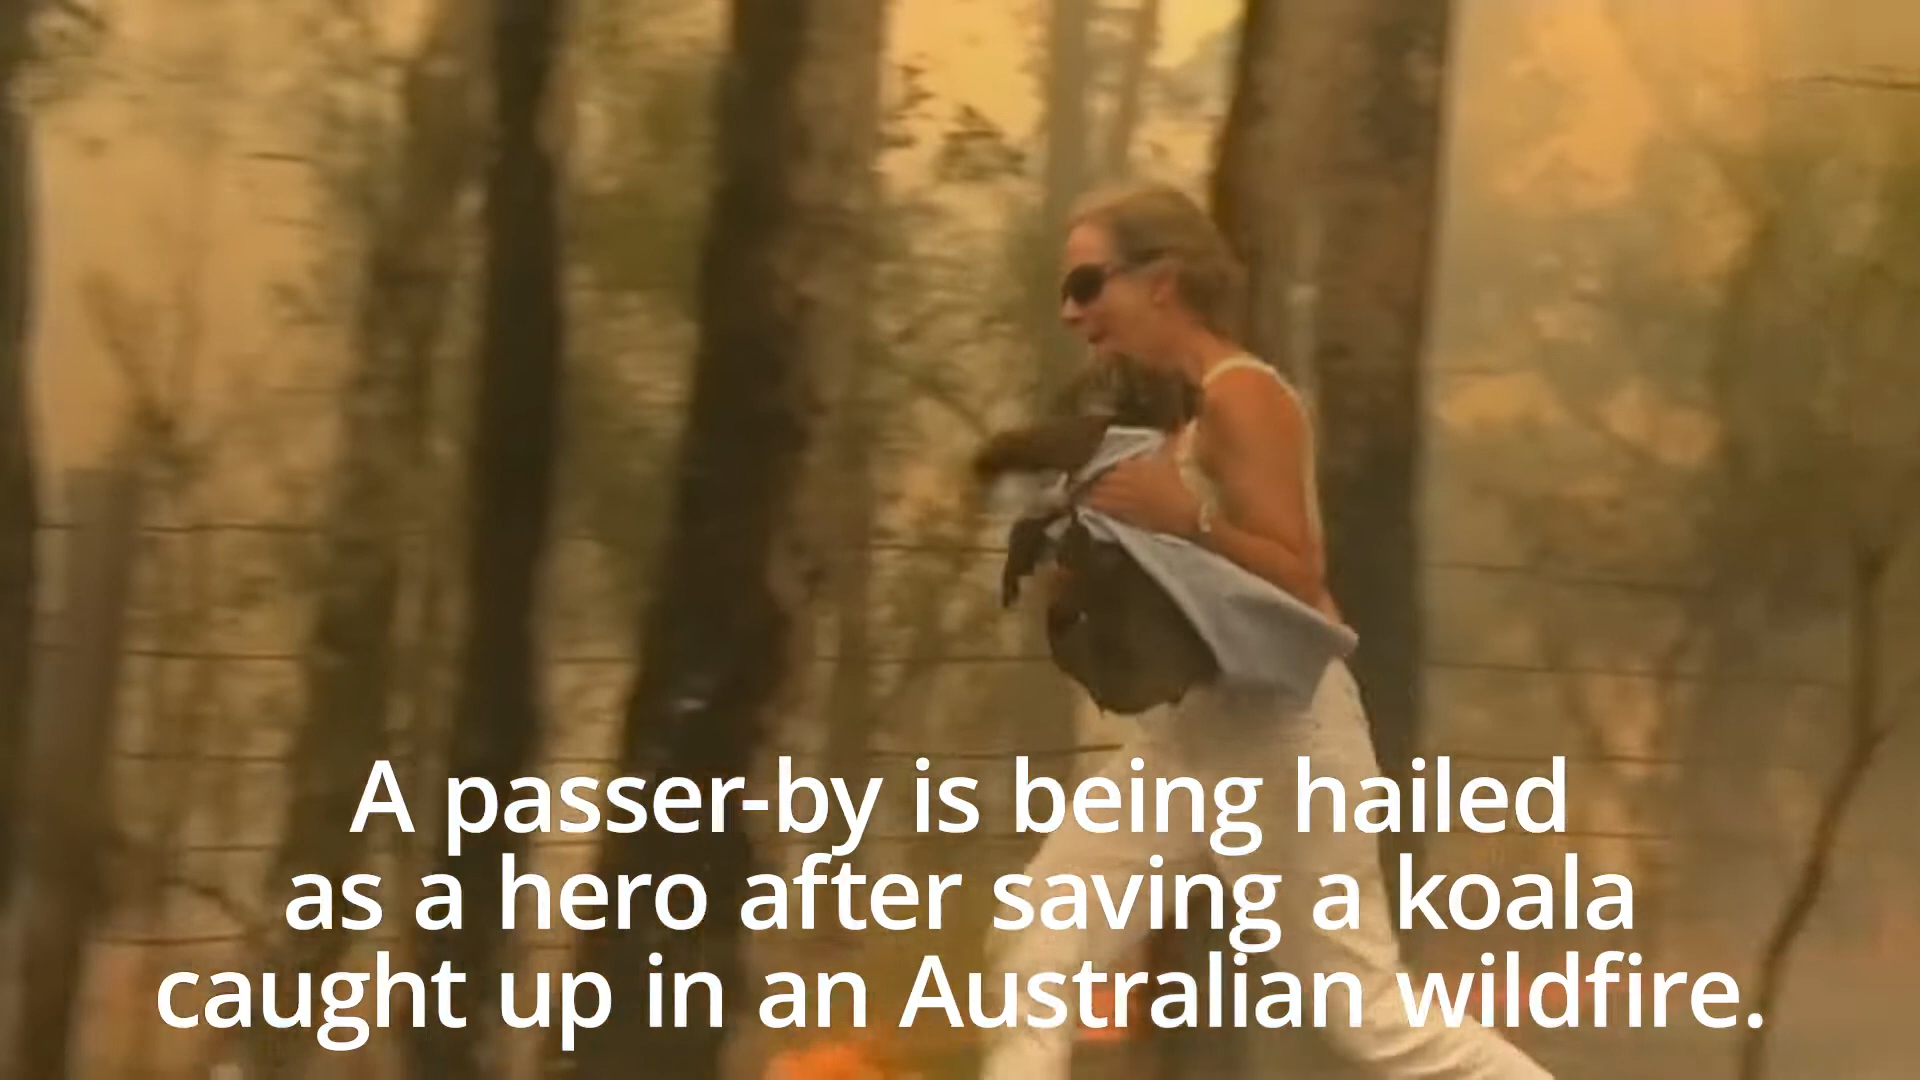 A passer-by is being hailed
as a hero after saving a koala
caught up in an Australian wildfire.